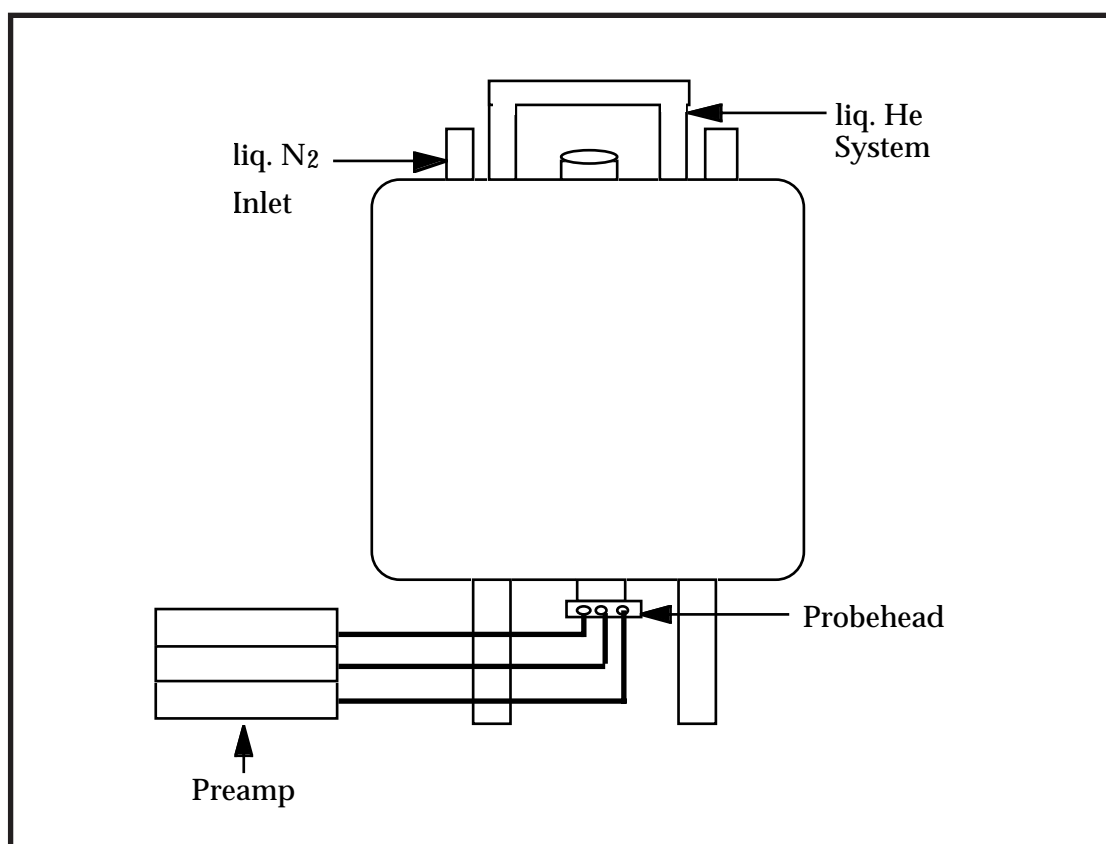 liq. He
System
liq. N2
Inlet
Probehead
Preamp